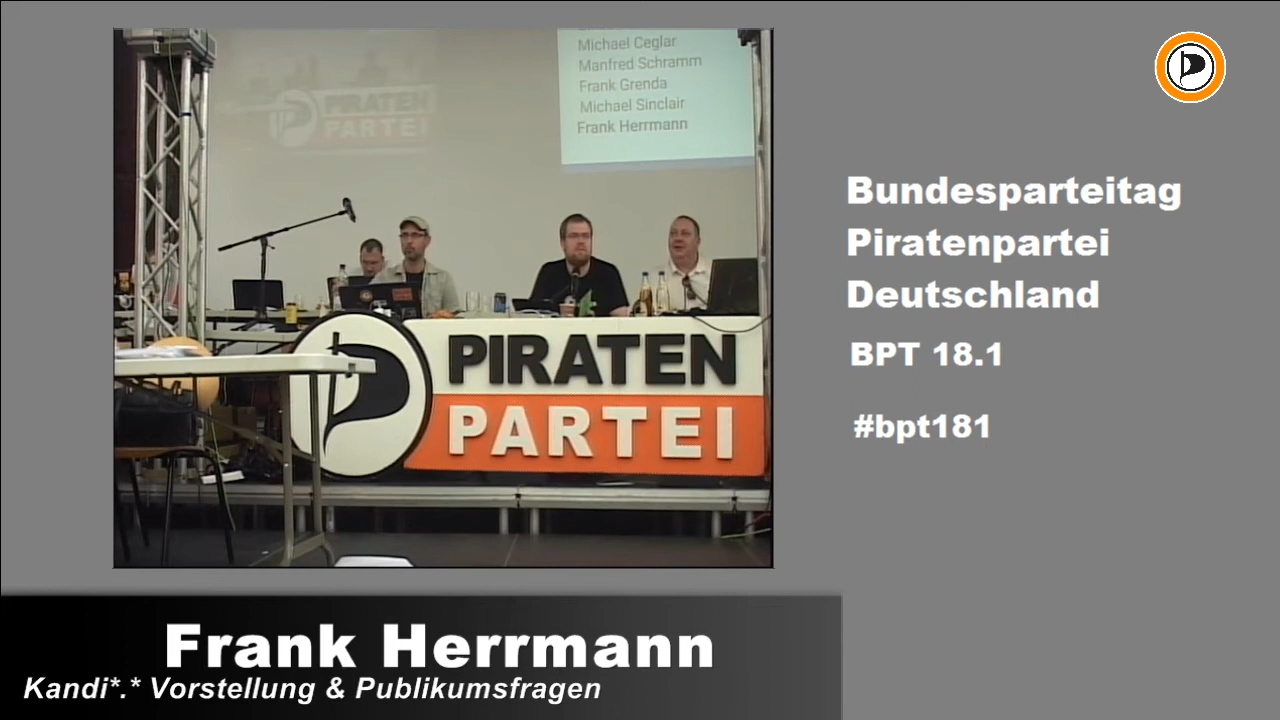 Michael Ceglar
Manfred Schramm
Frank Grenda
Michael Sinclair
Frank Herrmann
PIRATEN
PARTEI
PIRATEN
PARTEI
Bundesparteitag
Piratenpartei
Deutschland
BPT 18.1
#bpt181
Frank Herrmann
Kandi*.* Vorstellung & Publikumsfragen